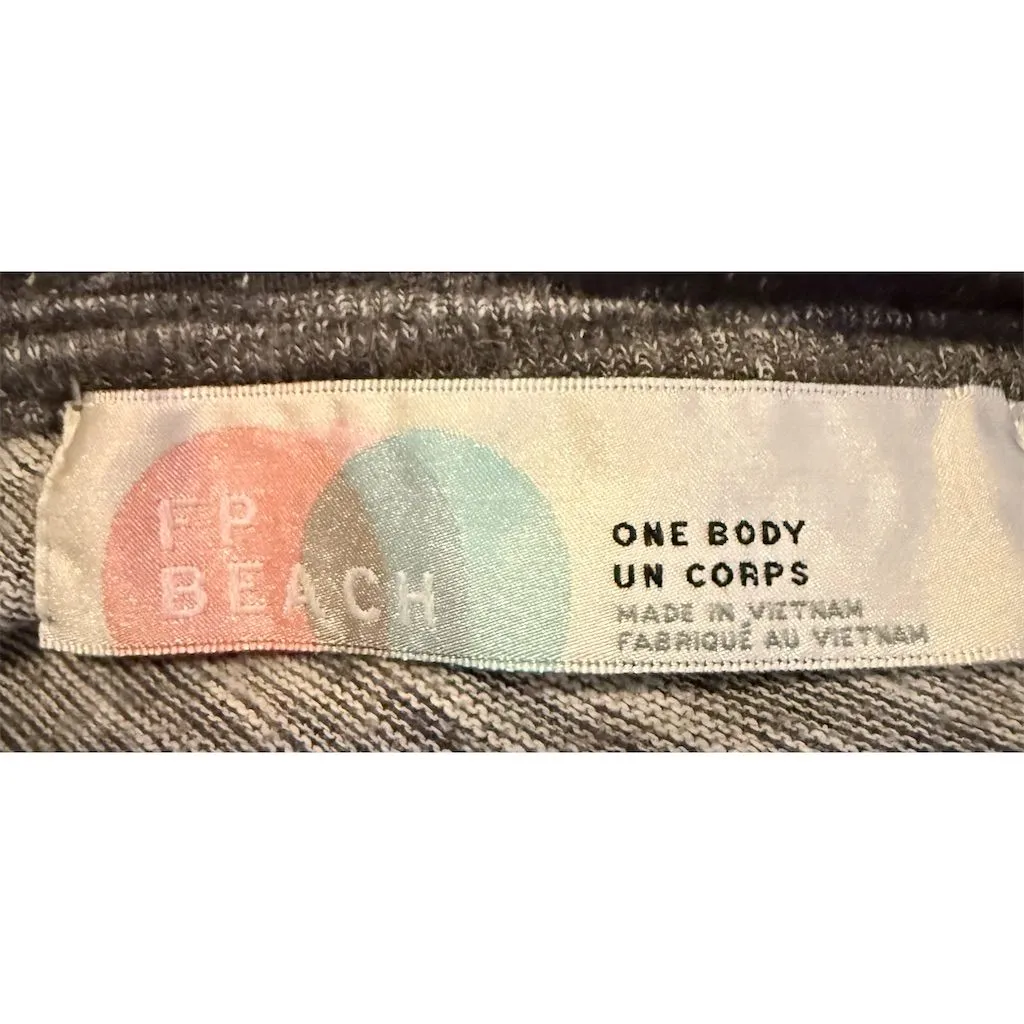 FP
BEACH
ONE BODY
UN CORPS
MADE IN VIETNAM
FABRIQUÉ AU VIETNAM